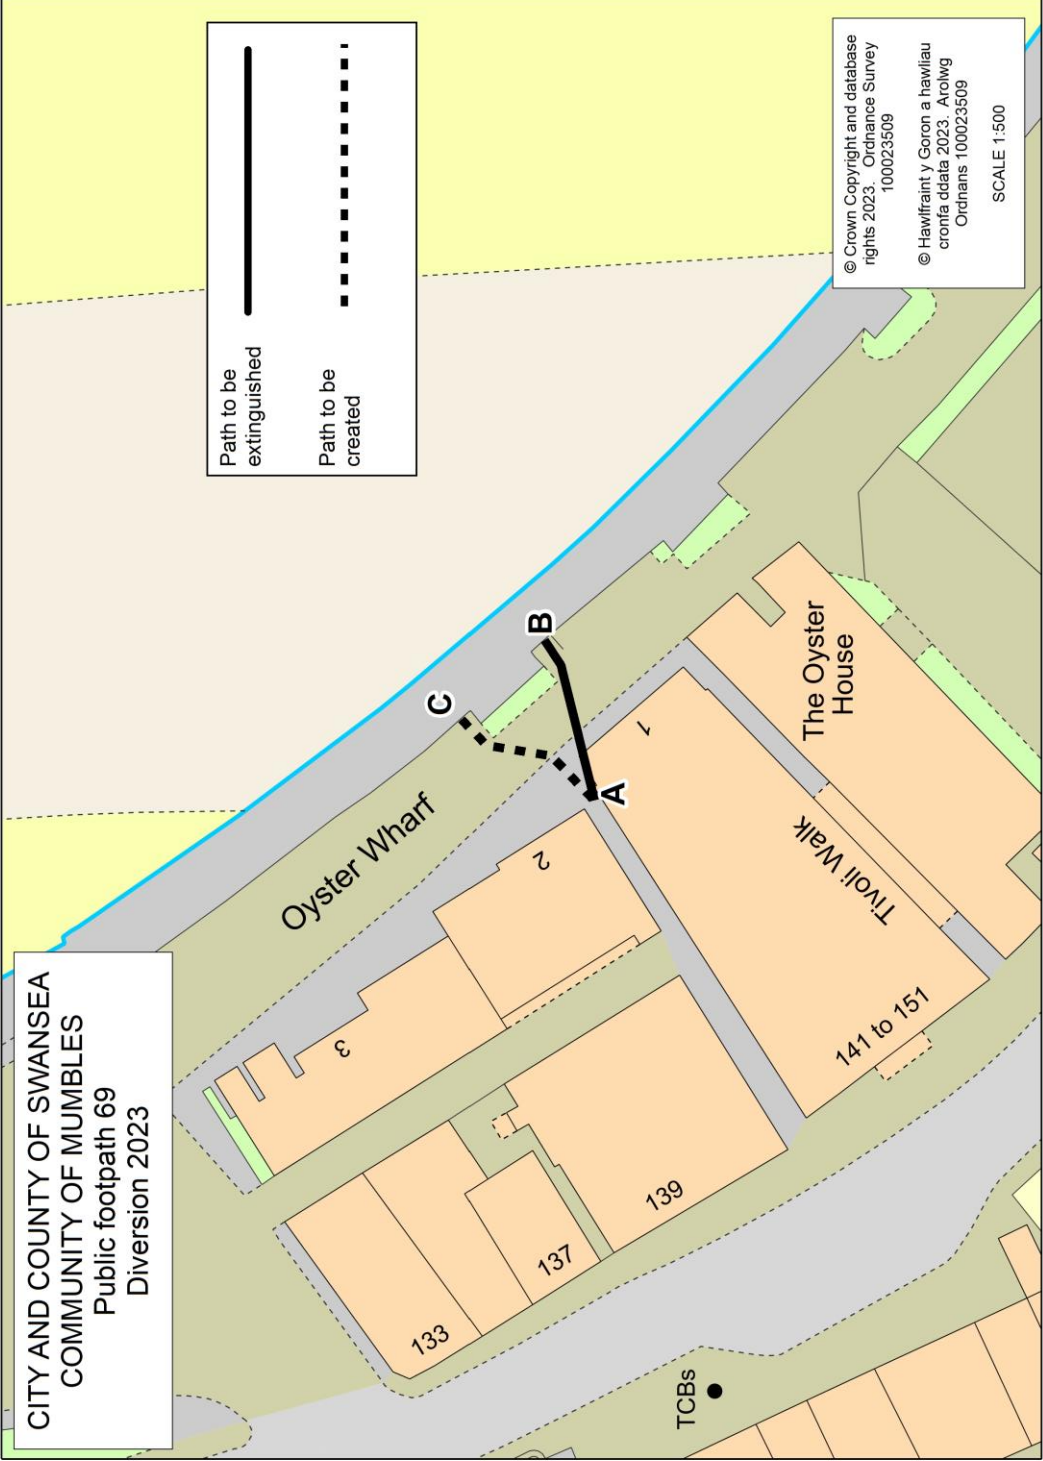 CITY AND COUNTY OF SWANSEA
COMMUNITY OF MUMBLES
Public footpath 69
Diversion 2023
Path to be
extinguished
Path to be
created
Oyster Wharf
C
B
A
3
2
1
The Oyster
House
Tivoli Walk
141 to 151
139
137
133
TCBs
© Crown Copyright and database
rights 2023. Ordnance Survey
100023509
© Hawlfraint y Goron a hawliau
cronfa ddata 2023. Arolwg
Ordnans 100023509
SCALE 1:500